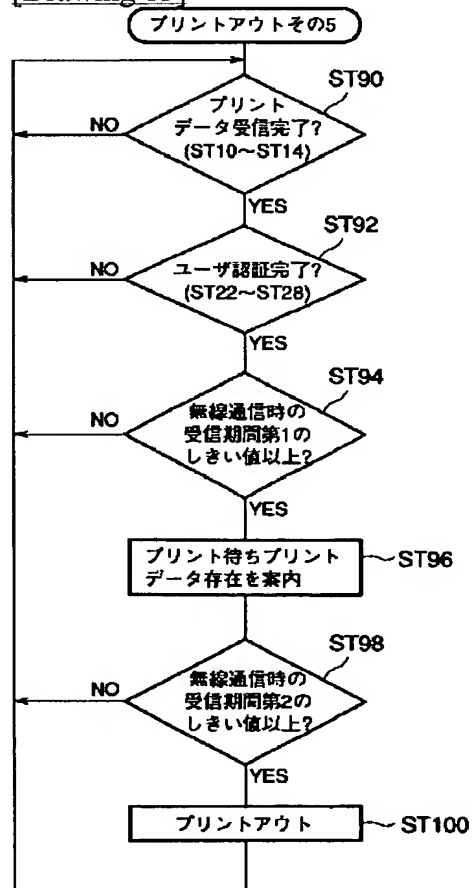 プリントアウトその5
ST90
プリント
データ受信完了?
(ST10～ST14)
NO
YES
ST92
ユーザ認証完了?
(ST22～ST28)
NO
YES
ST94
無線通信時の
受信期間第1の
しきい値以上?
NO
YES
プリント待ちプリント
データ存在を案内
ST96
ST98
無線通信時の
受信期間第2の
しきい値以上?
NO
YES
プリントアウト
ST100